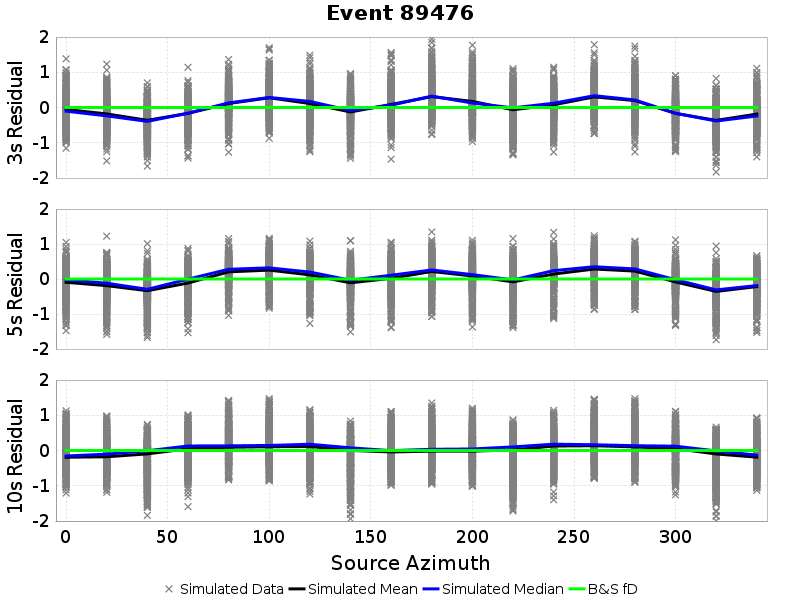 Event 89476
3s Residual
2
1
0
-1
-2
5s Residual
2
1
0
-1
-2
10s Residual
2
1
0
-1
-2
0 50 100 150 200 250 300
Source Azimuth
Simulated Data Simulated Mean Simulated Median B&S fD